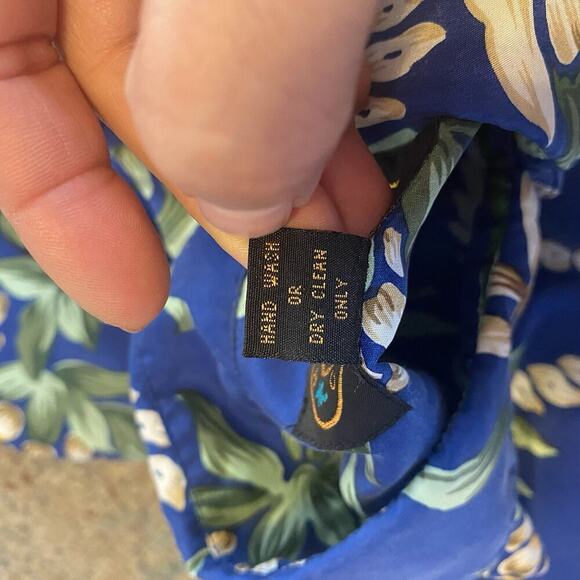 HAND WASH
OR
DRY CLEAN
ONLY